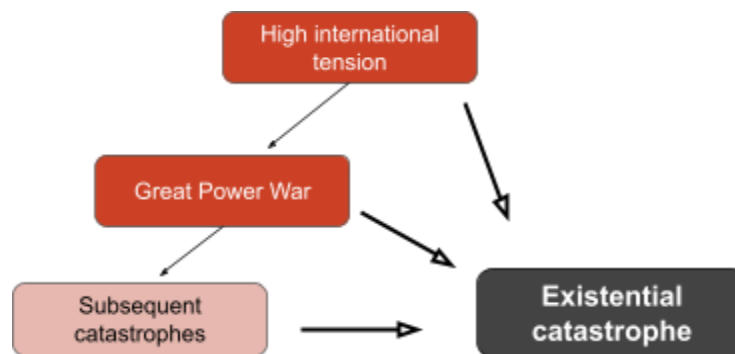 High international
tension
Great Power War
Subsequent
catastrophes
Existential
catastrophe